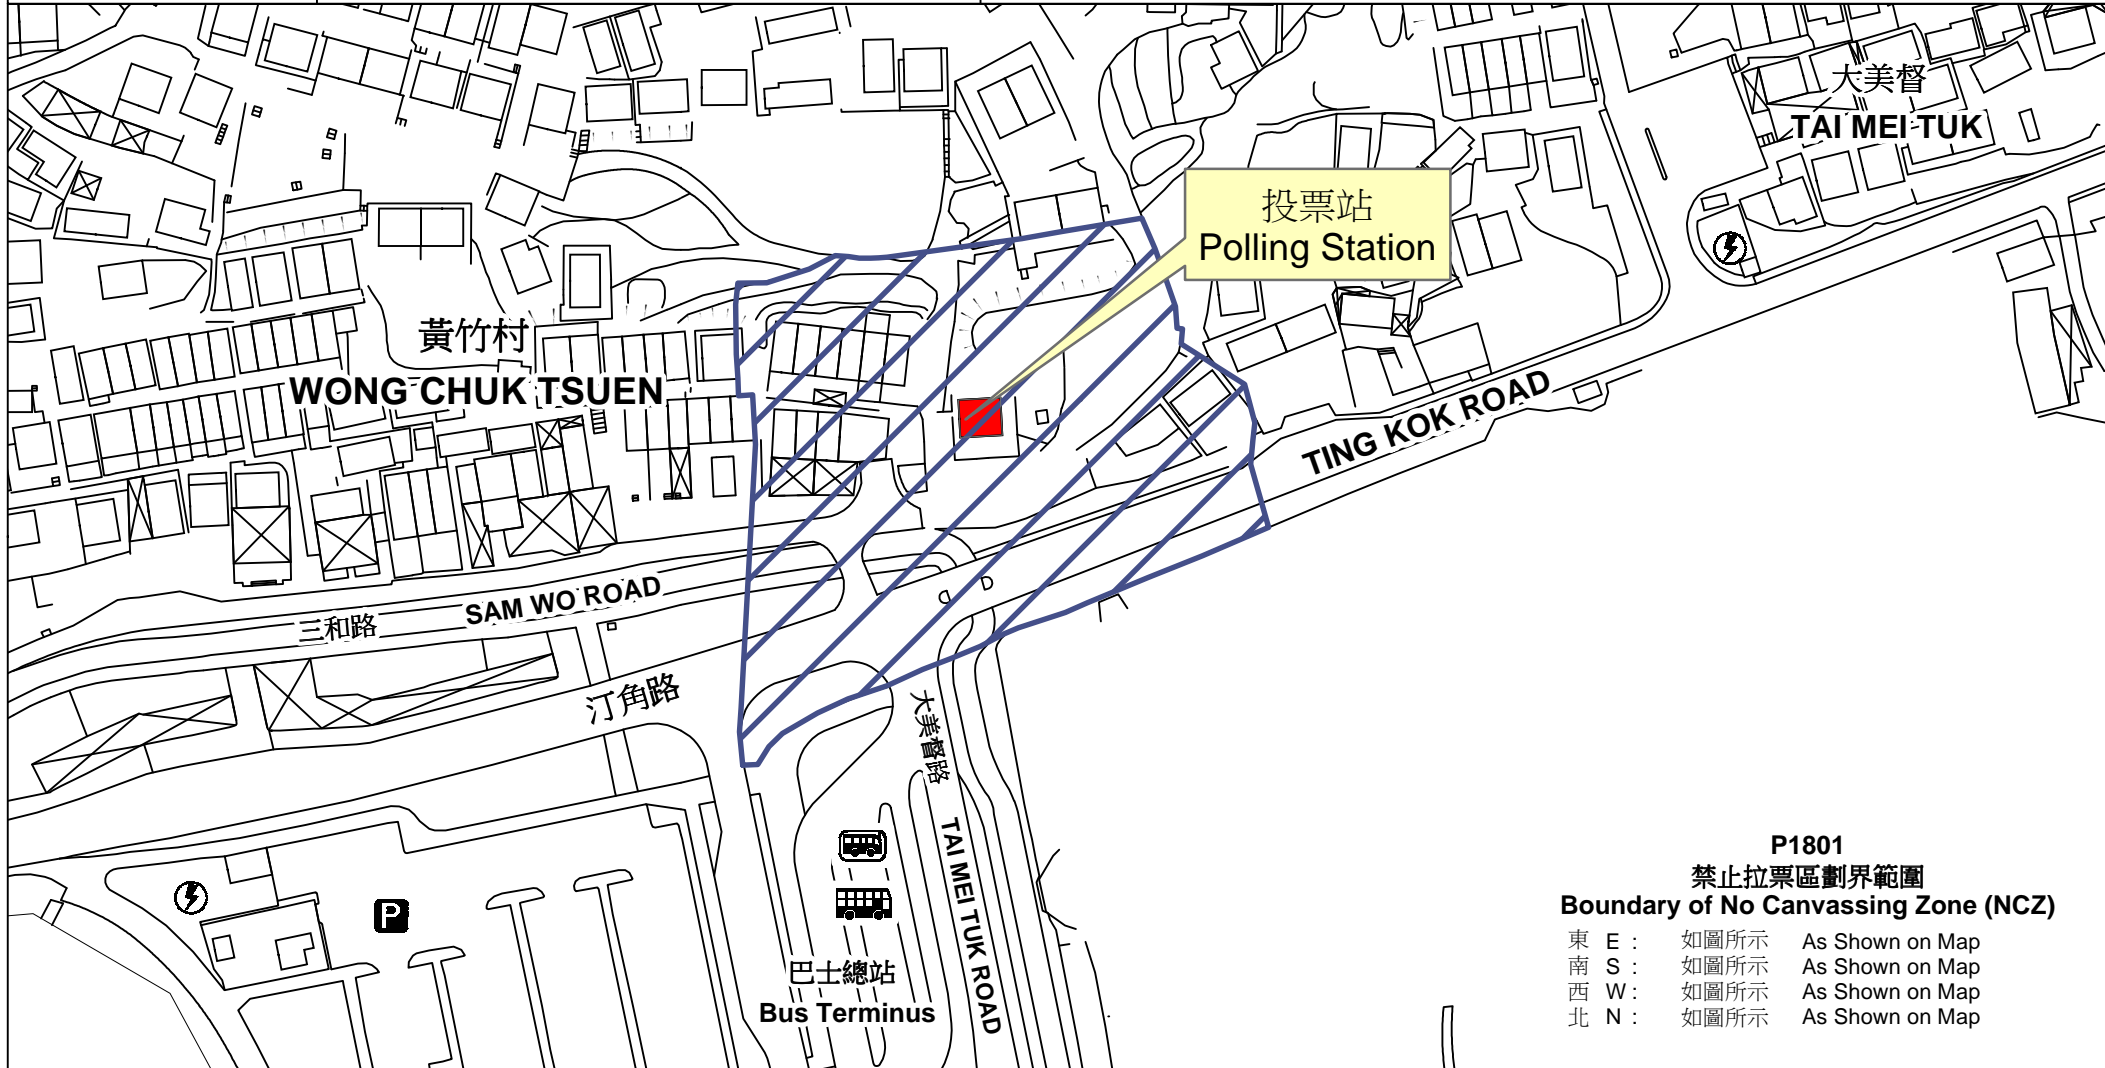 大美督
TAI MEI TUK
投票站
Polling Station
黃竹村
WONG CHUK TSUEN
TING KOK ROAD
SAM WO ROAD
三和路
汀角路
大美督路
TAI MEI TUK ROAD
P
巴士總站
Bus Terminus
P1801
禁止拉票區劃界範圍
Boundary of No Canvassing Zone (NCZ)
東 E : 如圖所示 As Shown on Map
南 S : 如圖所示 As Shown on Map
西 W : 如圖所示 As Shown on Map
北 N : 如圖所示 As Shown on Map